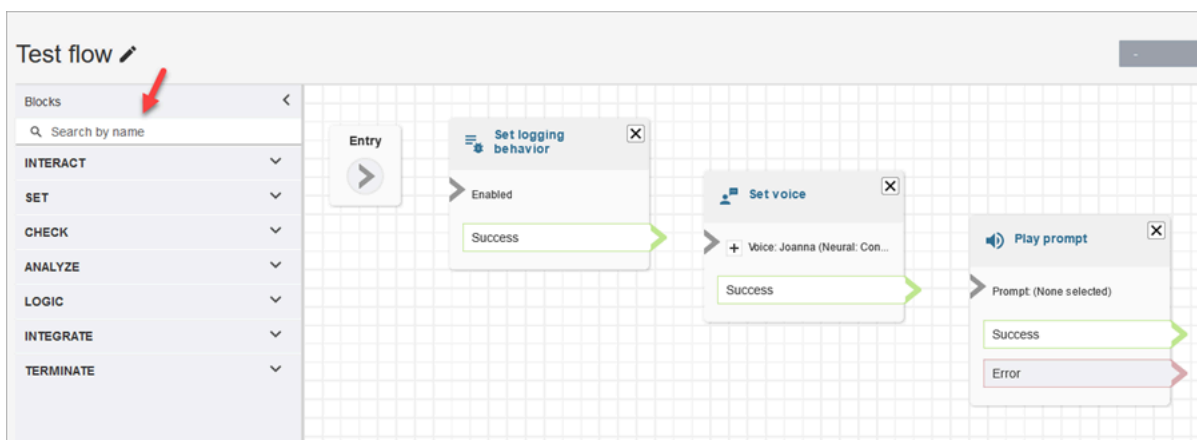 Test flow
-
Blocks
Search by name
INTERACT
SET
CHECK
ANALYZE
LOGIC
INTEGRATE
TERMINATE
Entry
Set logging
behavior
Enabled
Success
Set voice
Voice: Joanna (Neural: Con...
Success
Play prompt
Prompt: (None selected)
Success
Error